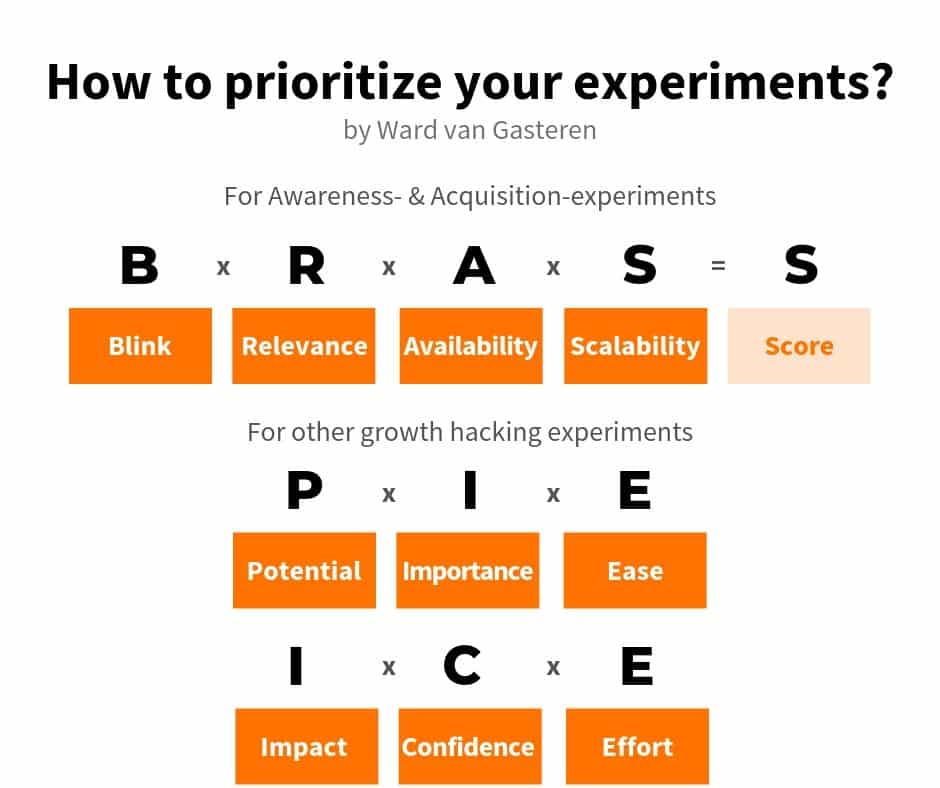 How to prioritize your experiments?
by Ward van Gasteren
For Awareness- & Acquisition-experiments
B x R x A x S = S
Blink Relevance Availability Scalability Score
For other growth hacking experiments
P x I x E
Potential Importance Ease
I x C x E
Impact Confidence Effort